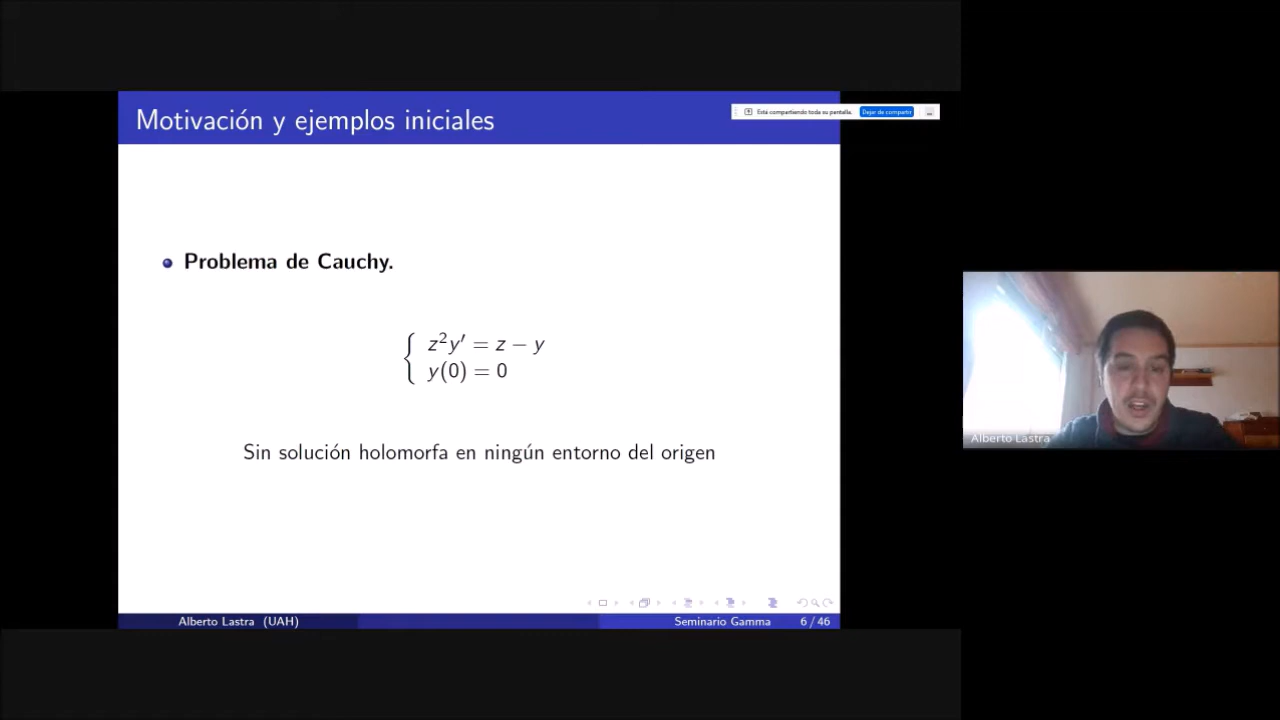 Motivación y ejemplos iniciales
Está compartiendo toda su pantalla.
Dejar de compartir
Problema de Cauchy.
z²y′ = z − y
y(0) = 0
Sin solución holomorfa en ningún entorno del origen
Alberto Lastra (UAH)
Seminario Gamma
6 / 46
Alberto Lastra